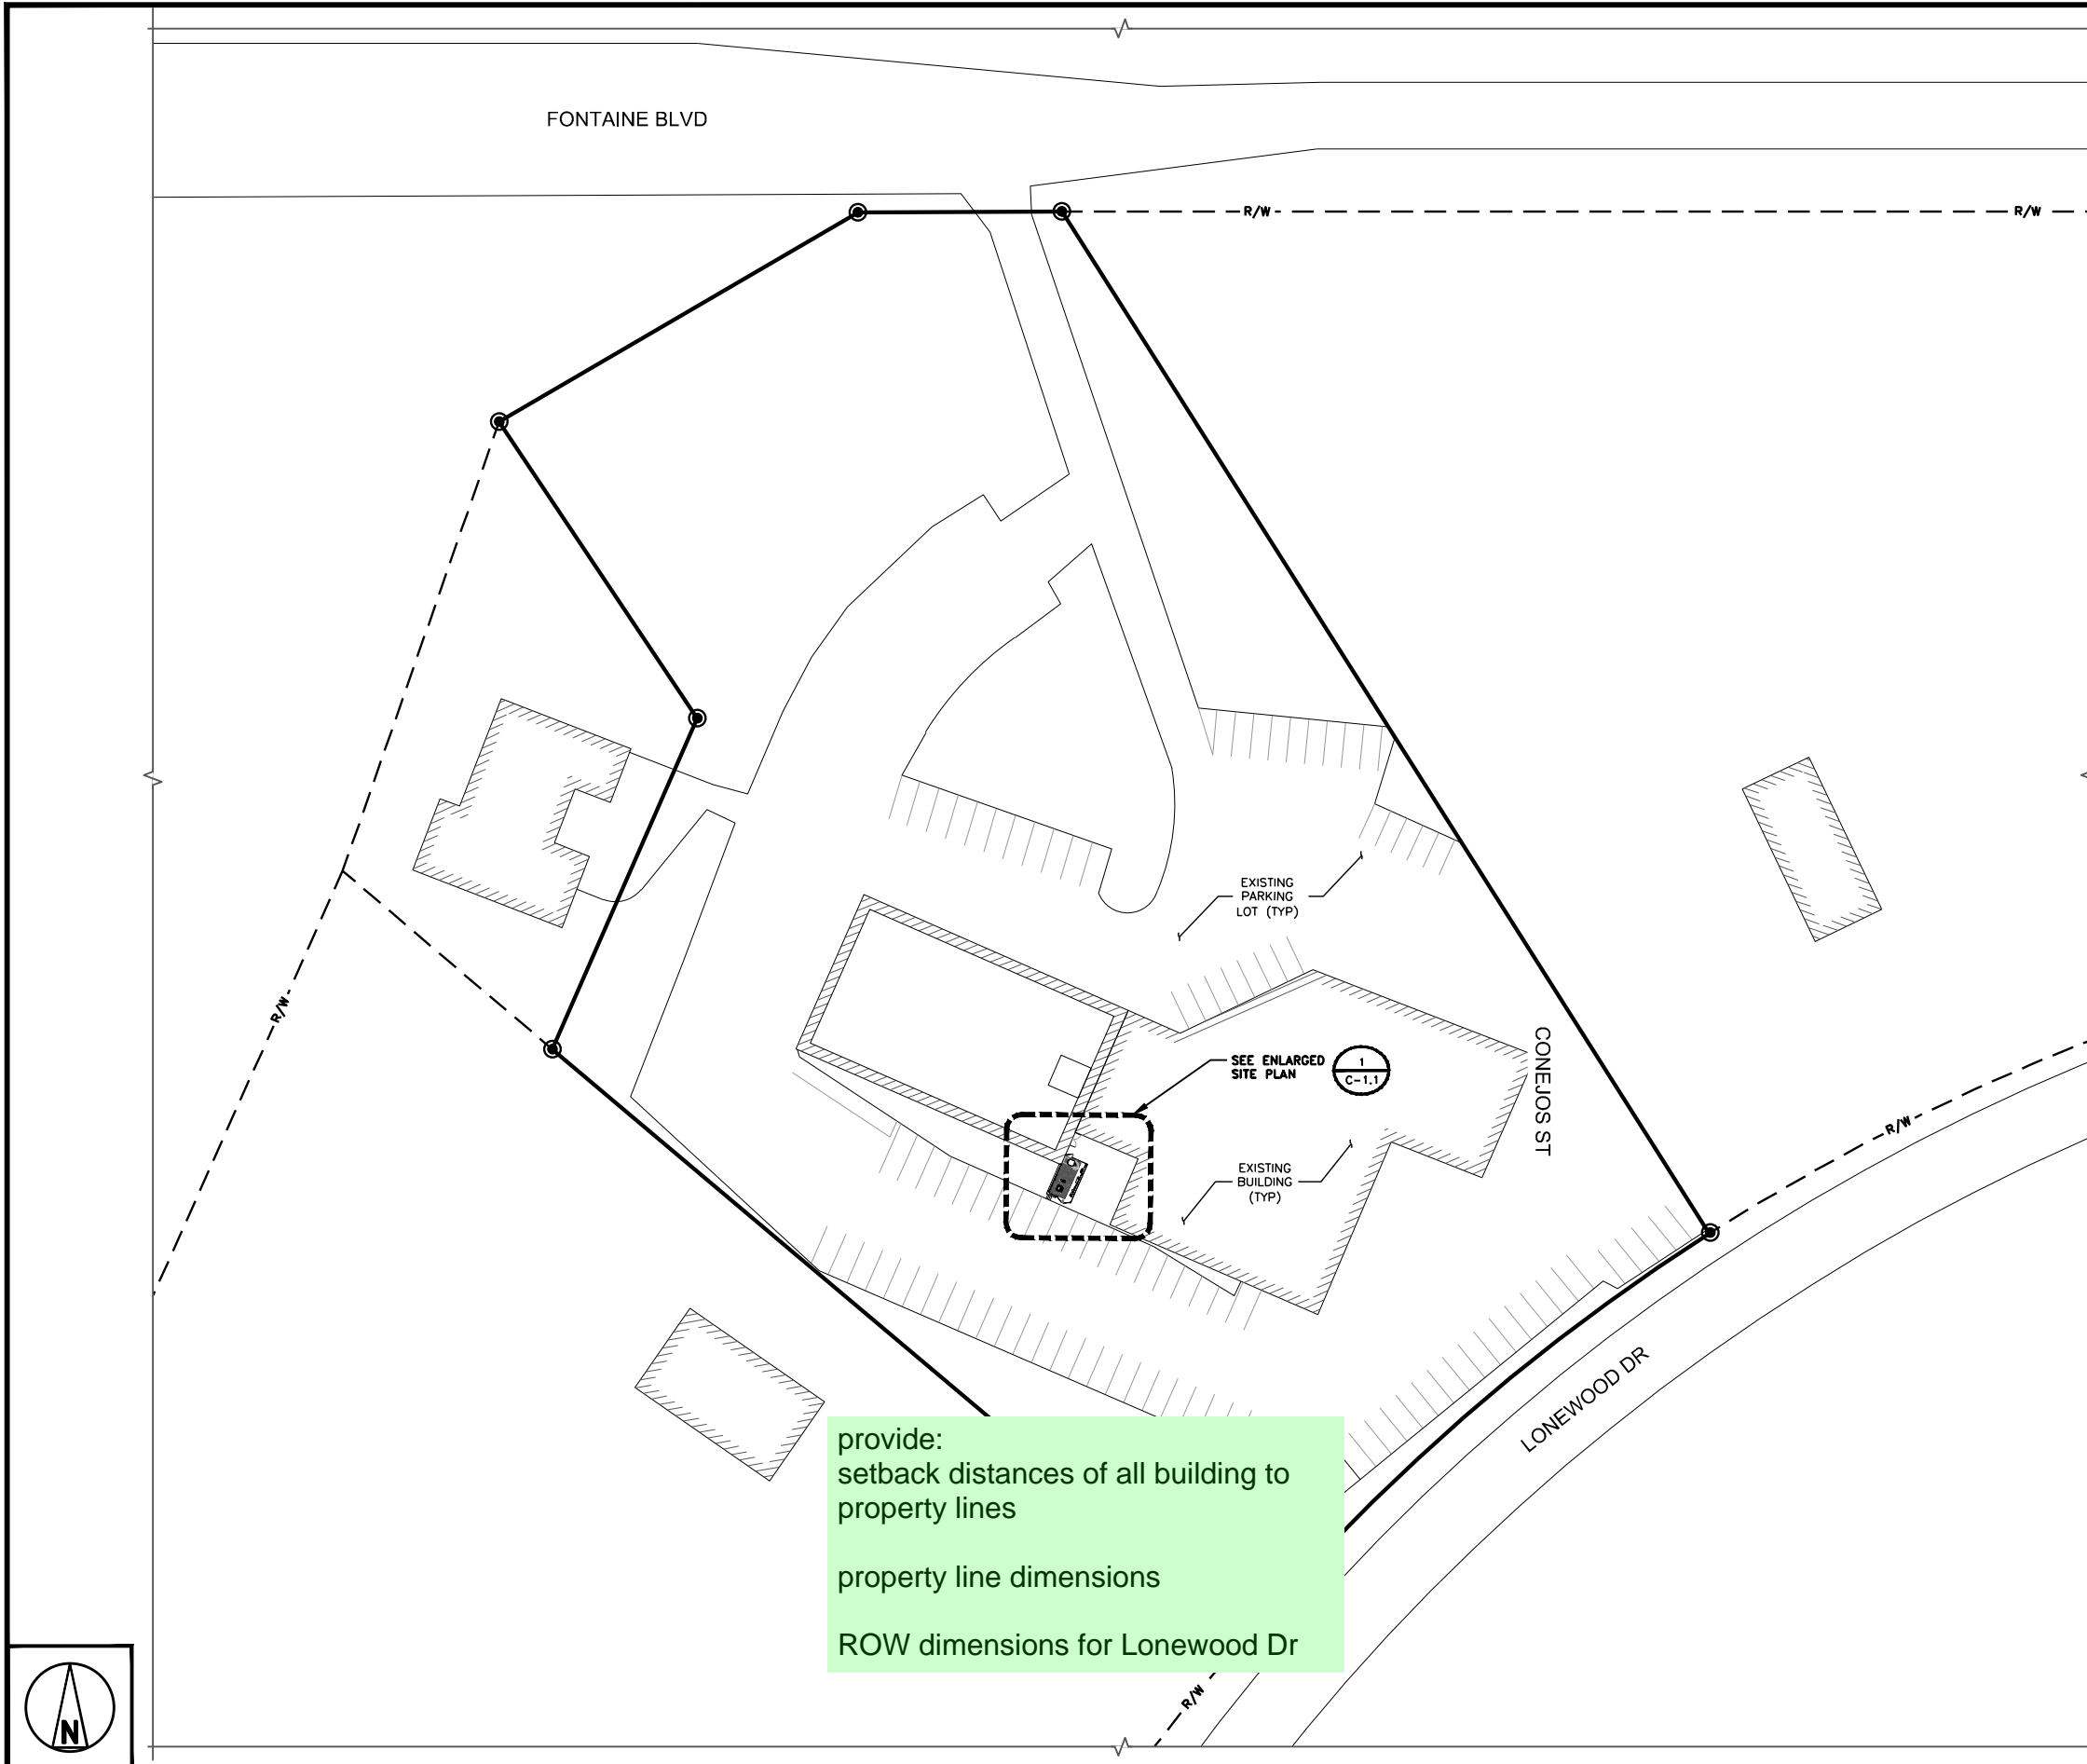 FONTAINE BLVD
R/W
R/W
EXISTING
PARKING
LOT (TYP)
SEE ENLARGED
SITE PLAN
1
C-1.1
CONEJOS ST
R/W
R/W
EXISTING
BUILDING
(TYP)
LONEWOOD DR
provide:
setback distances of all building to
property lines
property line dimensions
ROW dimensions for Lonewood Dr
R/W
N